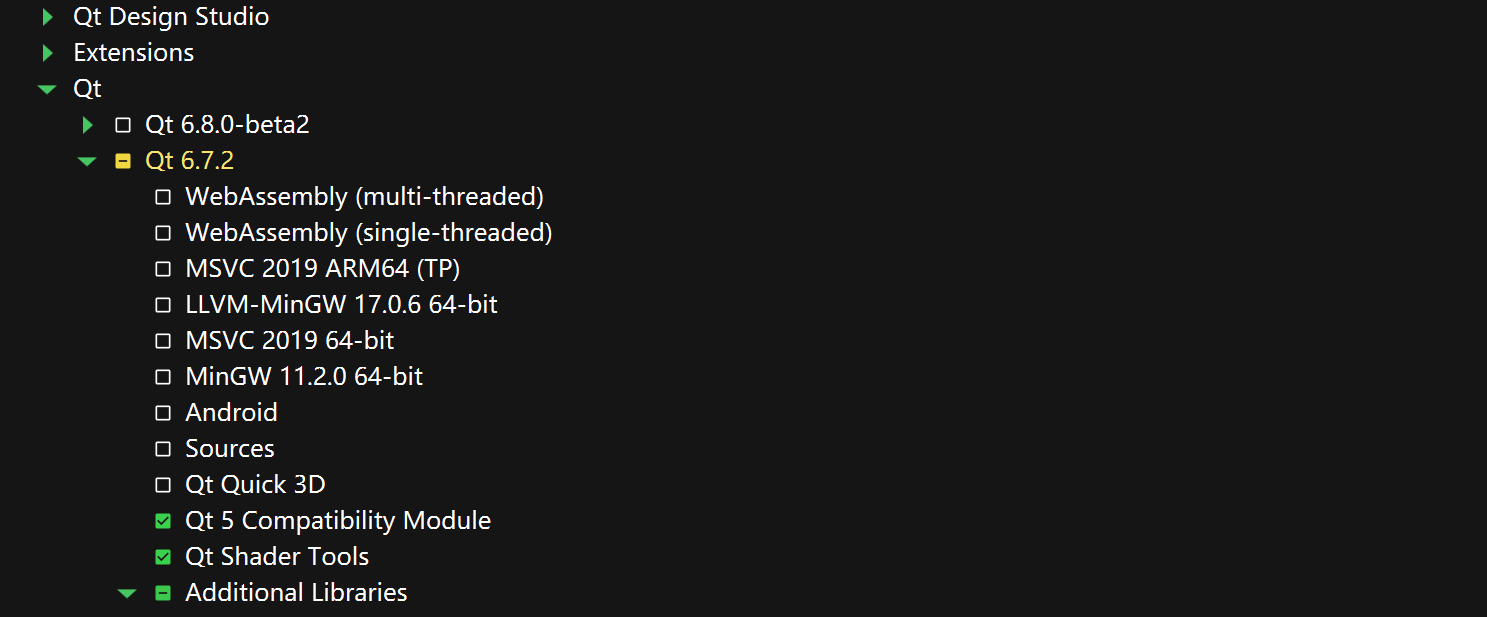 Qt Design Studio
Extensions
Qt
Qt 6.8.0-beta2
Qt 6.7.2
WebAssembly (multi-threaded)
WebAssembly (single-threaded)
MSVC 2019 ARM64 (TP)
LLVM-MinGW 17.0.6 64-bit
MSVC 2019 64-bit
MinGW 11.2.0 64-bit
Android
Sources
Qt Quick 3D
Qt 5 Compatibility Module
Qt Shader Tools
Additional Libraries